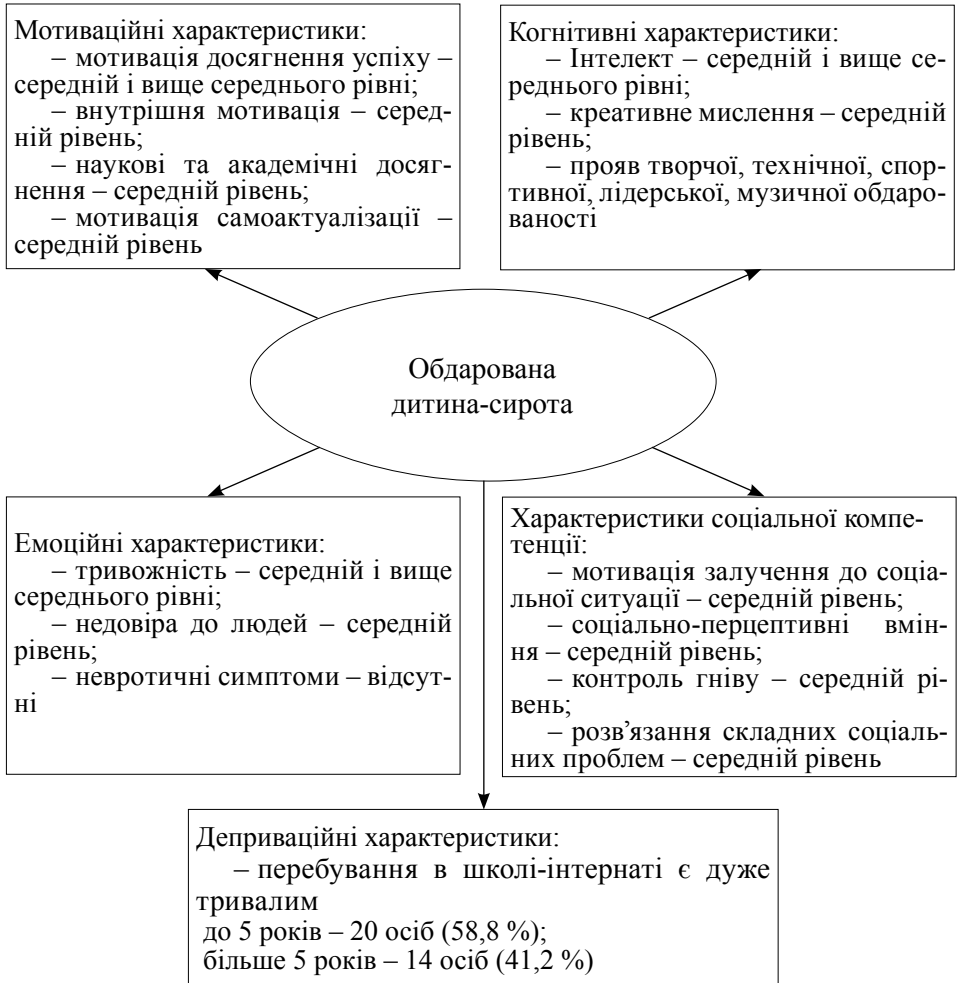 Мотиваційні характеристики:
– мотивація досягнення успіху –
середній і вище середнього рівні;
– внутрішня мотивація – серед-
ній рівень;
– наукові та академічні досяг-
нення – середній рівень;
– мотивація самоактуалізації –
середній рівень
Когнітивні характеристики:
– Інтелект – середній і вище се-
реднього рівні;
– креативне мислення – середній
рівень;
– прояв творчої, технічної, спор-
тивної, лідерської, музичної обдаро-
ваності
Обдарована
дитина-сирота
Емоційні характеристики:
– тривожність – середній і вище
середнього рівні;
– недовіра до людей – середній
рівень;
– невротичні симптоми – відсут-
ні
Характеристики соціальної компе-
тенції:
– мотивація залучення до соціа-
льної ситуації – середній рівень;
– соціально-перцептивні вмін-
ня – середній рівень;
– контроль гніву – середній рі-
вень;
– розв'язання складних соціаль-
них проблем – середній рівень
Деприваційні характеристики:
– перебування в школі-інтернаті є дуже
тривалим
до 5 років – 20 осіб (58,8 %);
більше 5 років – 14 осіб (41,2 %)